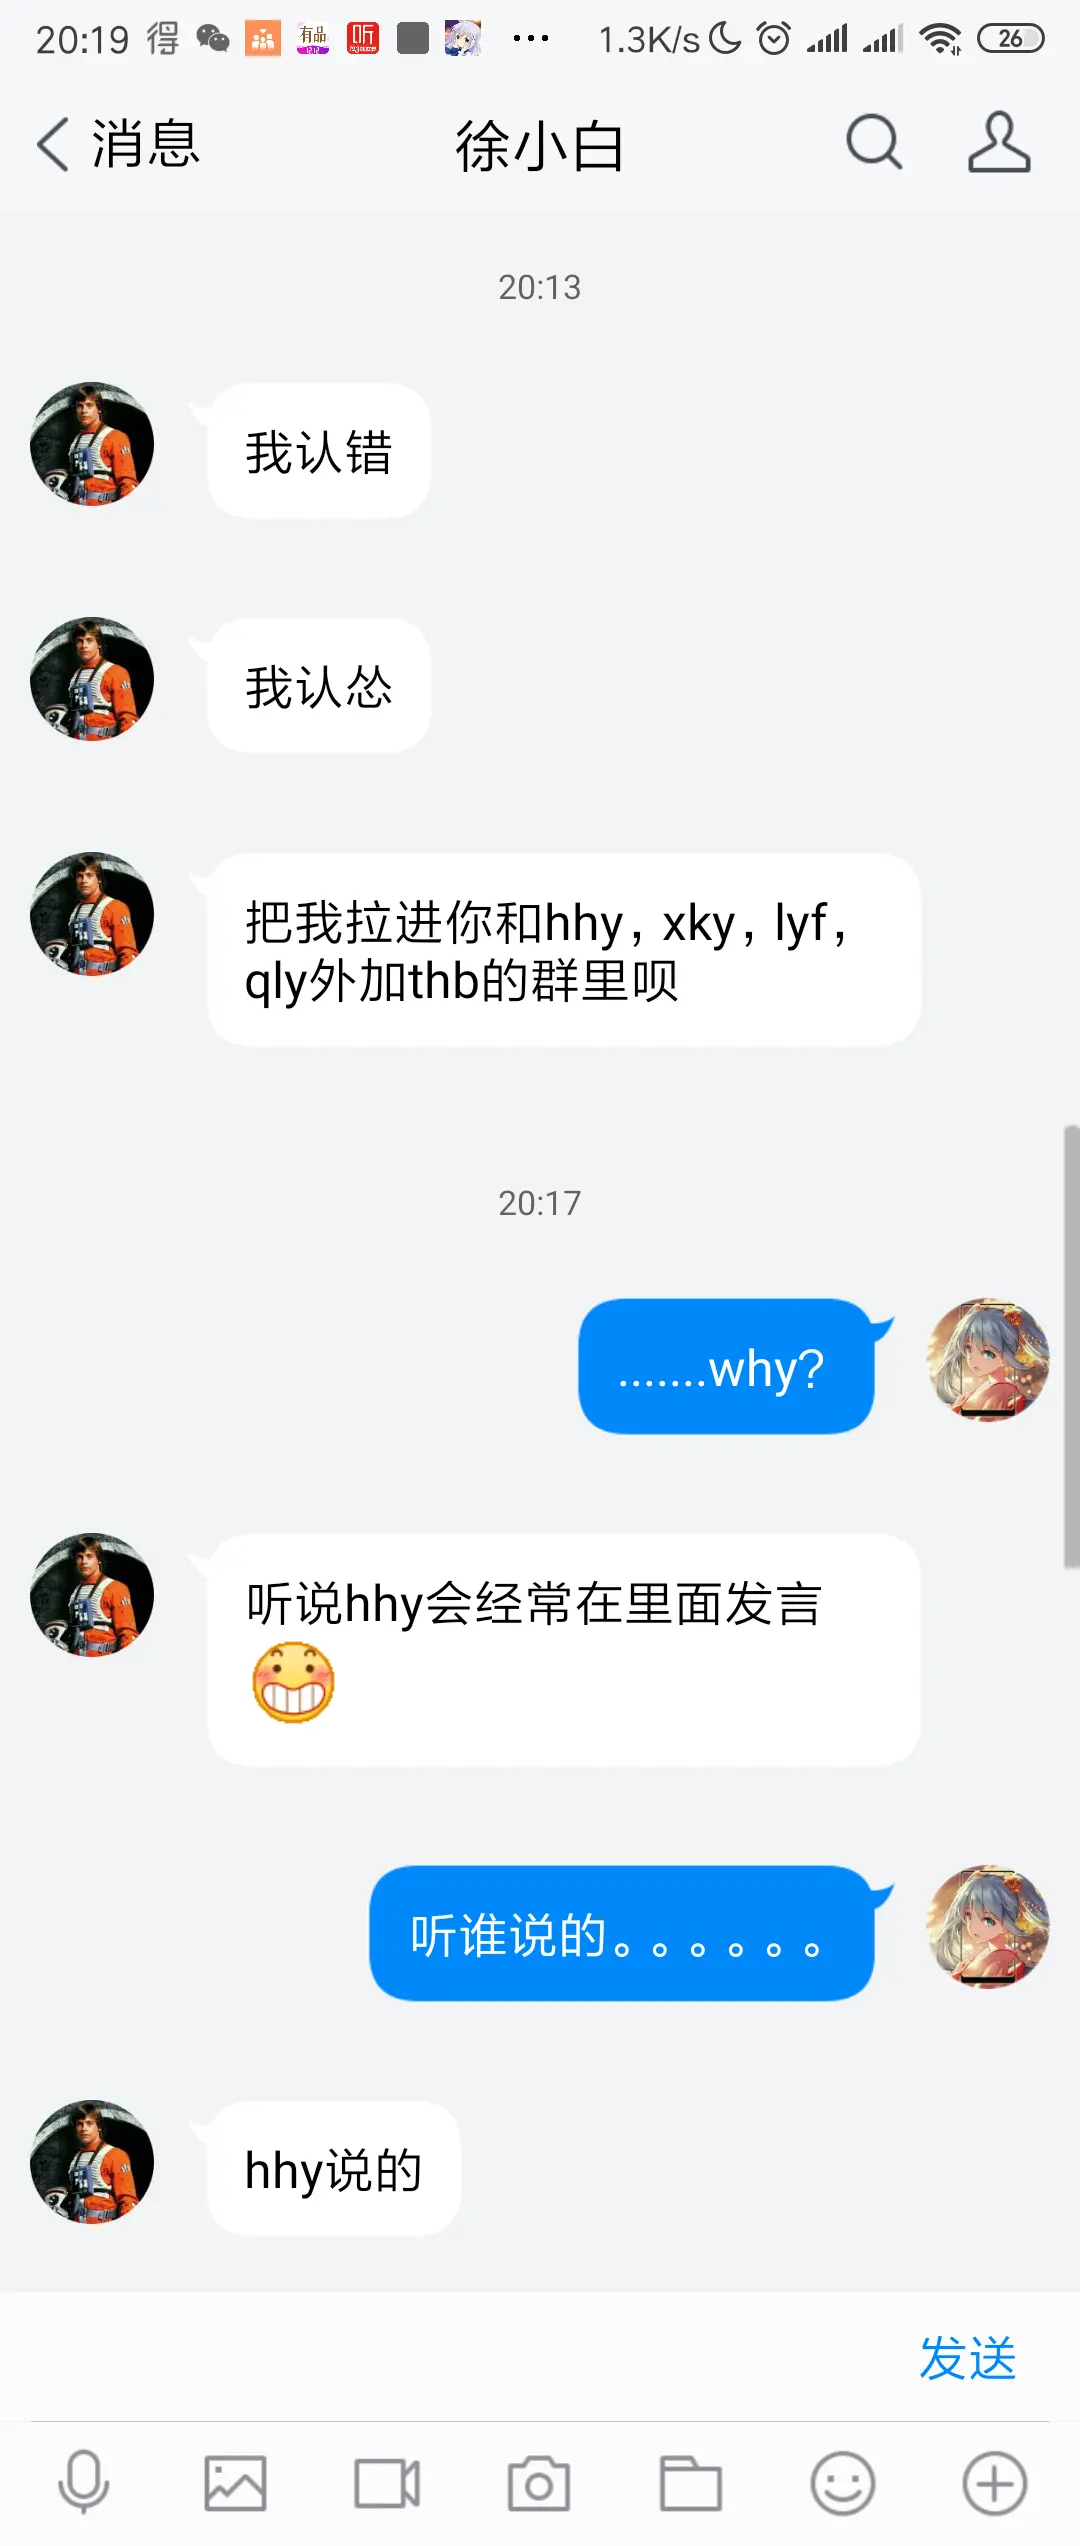 20:19 得 有品 1212 听 1.3K/s 26
消息 徐小白
20:13
我认错
我认怂
把我拉进你和hhy，xky，lyf，
qly外加thb的群里呗
20:17
.......why?
听说hhy会经常在里面发言
听谁说的。。。。。。
hhy说的
发送